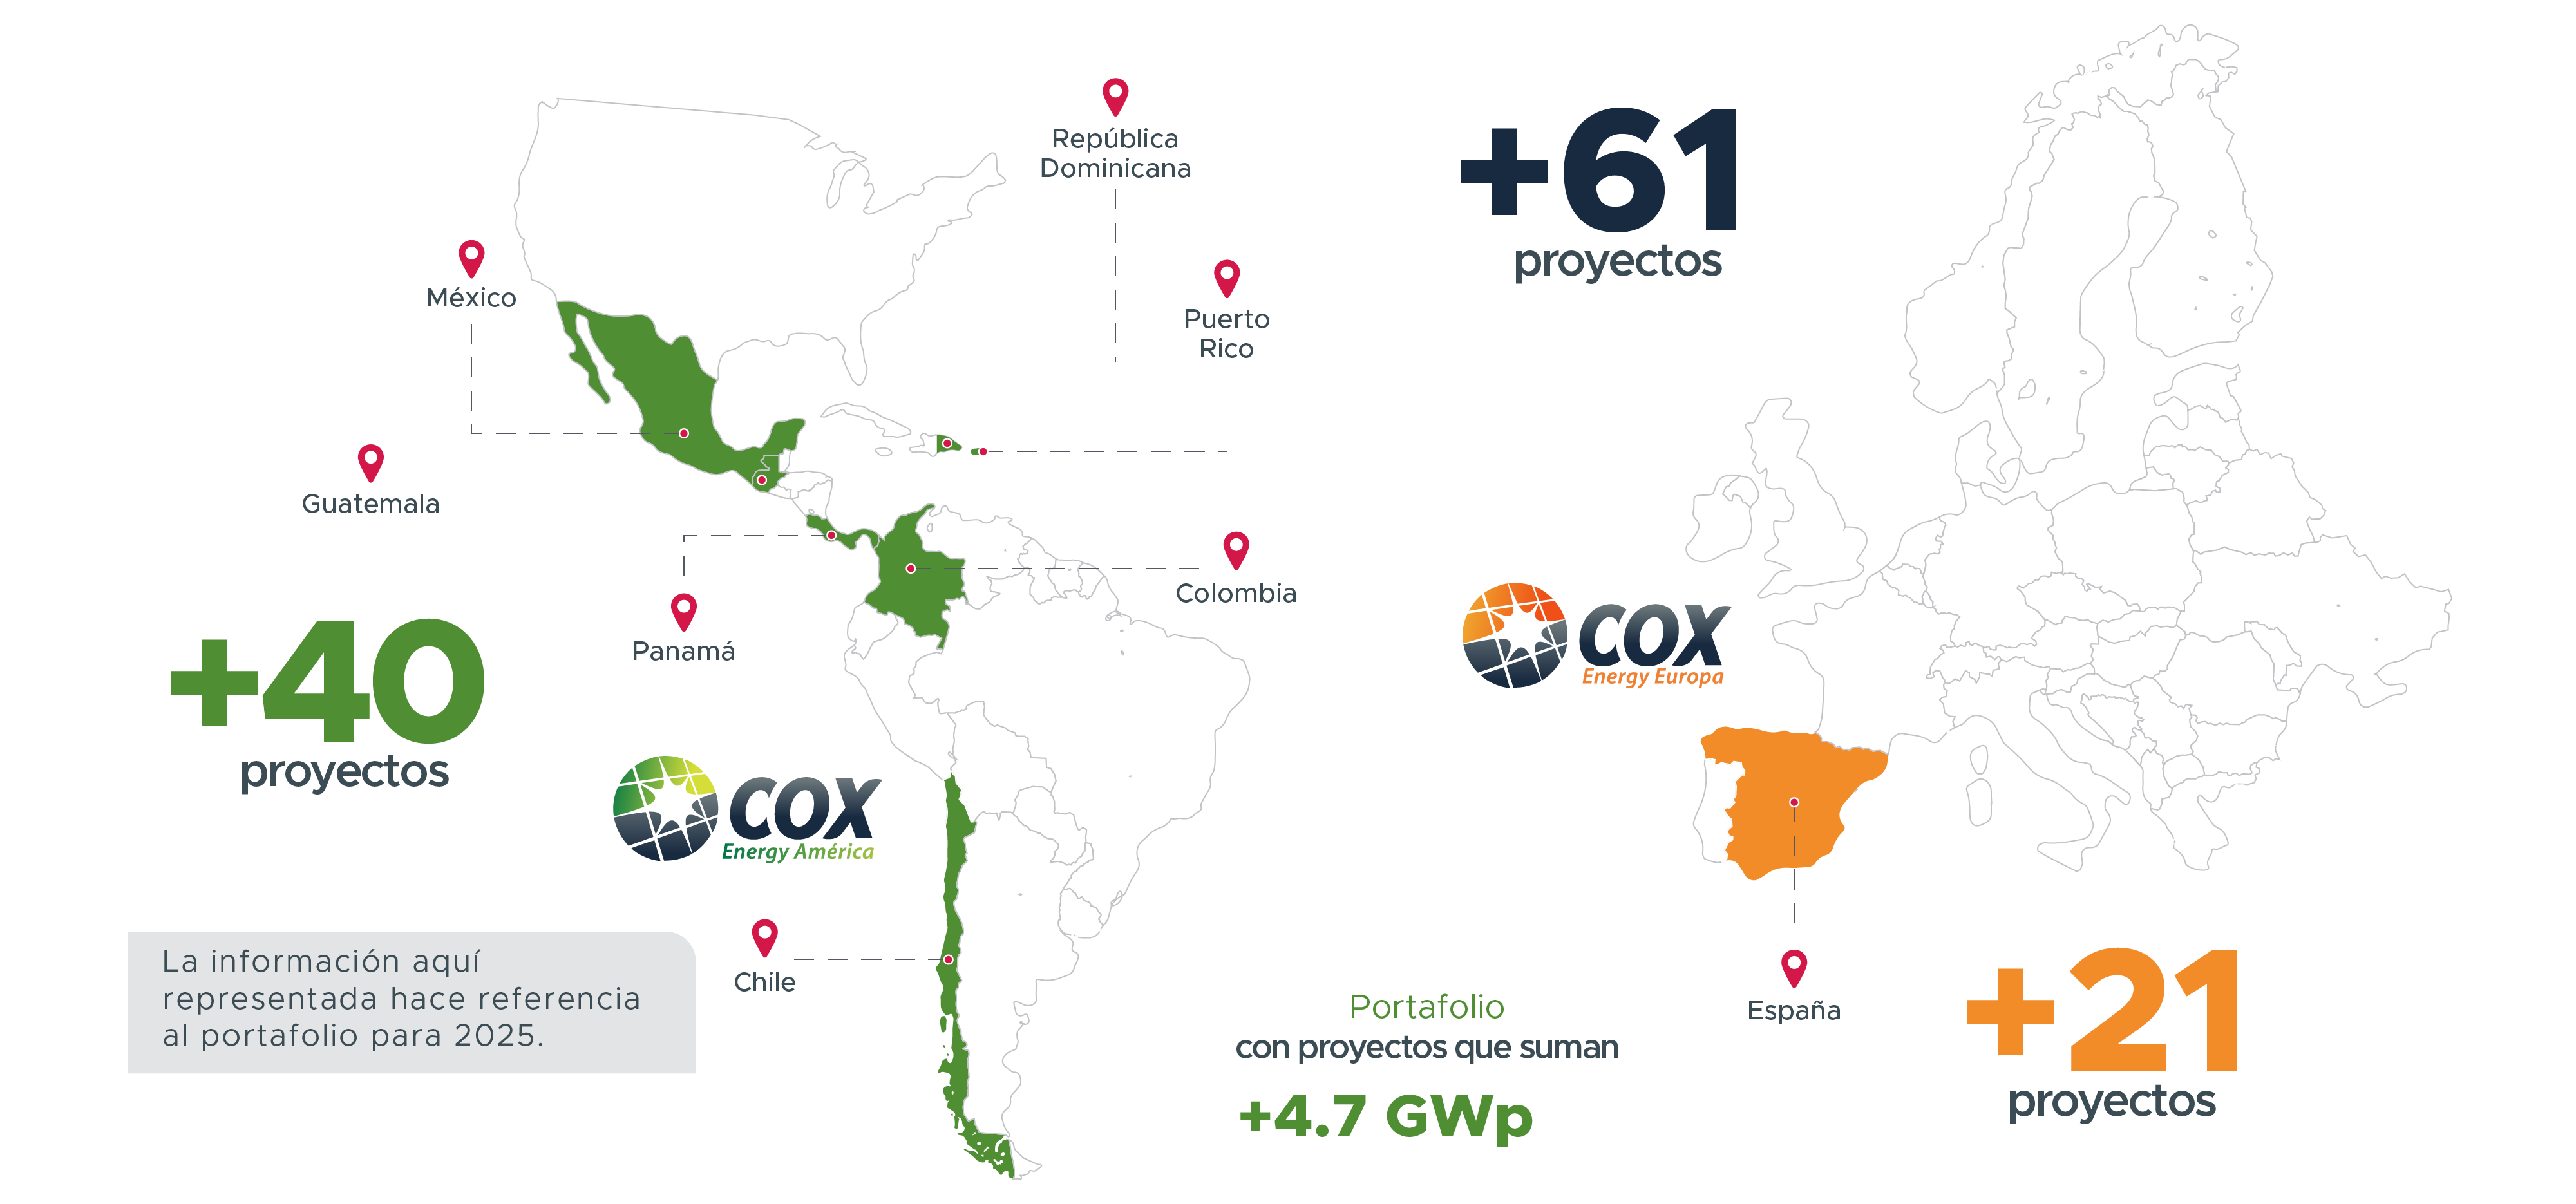 República
Dominicana
México
Puerto
Rico
Guatemala
Colombia
Panamá
+40
proyectos
COX
Energy América
Chile
La información aquí
representada hace referencia
al portafolio para 2025.
+61
proyectos
COX
Energy Europa
España
Portafolio
con proyectos que suman
+4.7 GWp
+21
proyectos